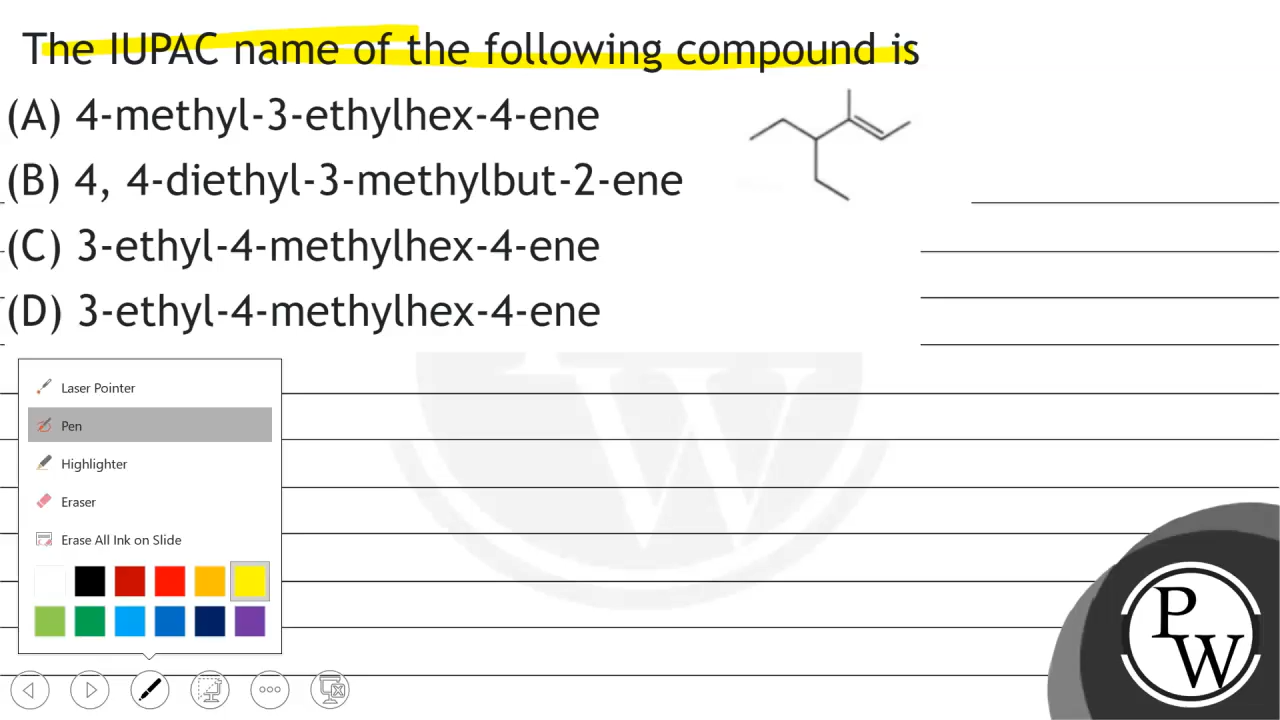 The IUPAC name of the following compound is
(A) 4-methyl-3-ethylhex-4-ene
(B) 4, 4-diethyl-3-methylbut-2-ene
(C) 3-ethyl-4-methylhex-4-ene
(D) 3-ethyl-4-methylhex-4-ene
Laser Pointer
Pen
Highlighter
Eraser
Erase All Ink on Slide
W
P
W